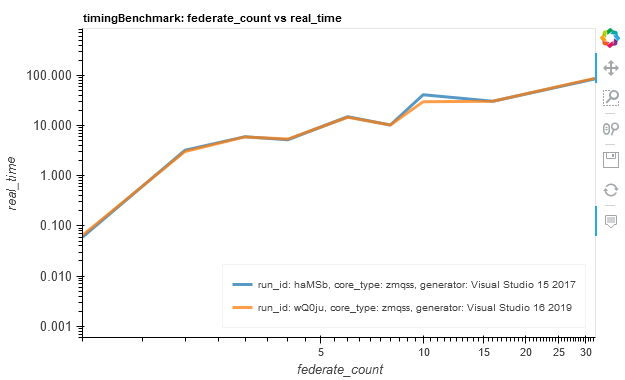 timingBenchmark: federate_count vs real_time
100.000
10.000
1.000
0.100
0.010
0.001
real_time
run_id: haMSb, core_type: zmqss, generator: Visual Studio 15 2017
run_id: wQ0ju, core_type: zmqss, generator: Visual Studio 16 2019
5 10 15 20 25 30
federate_count